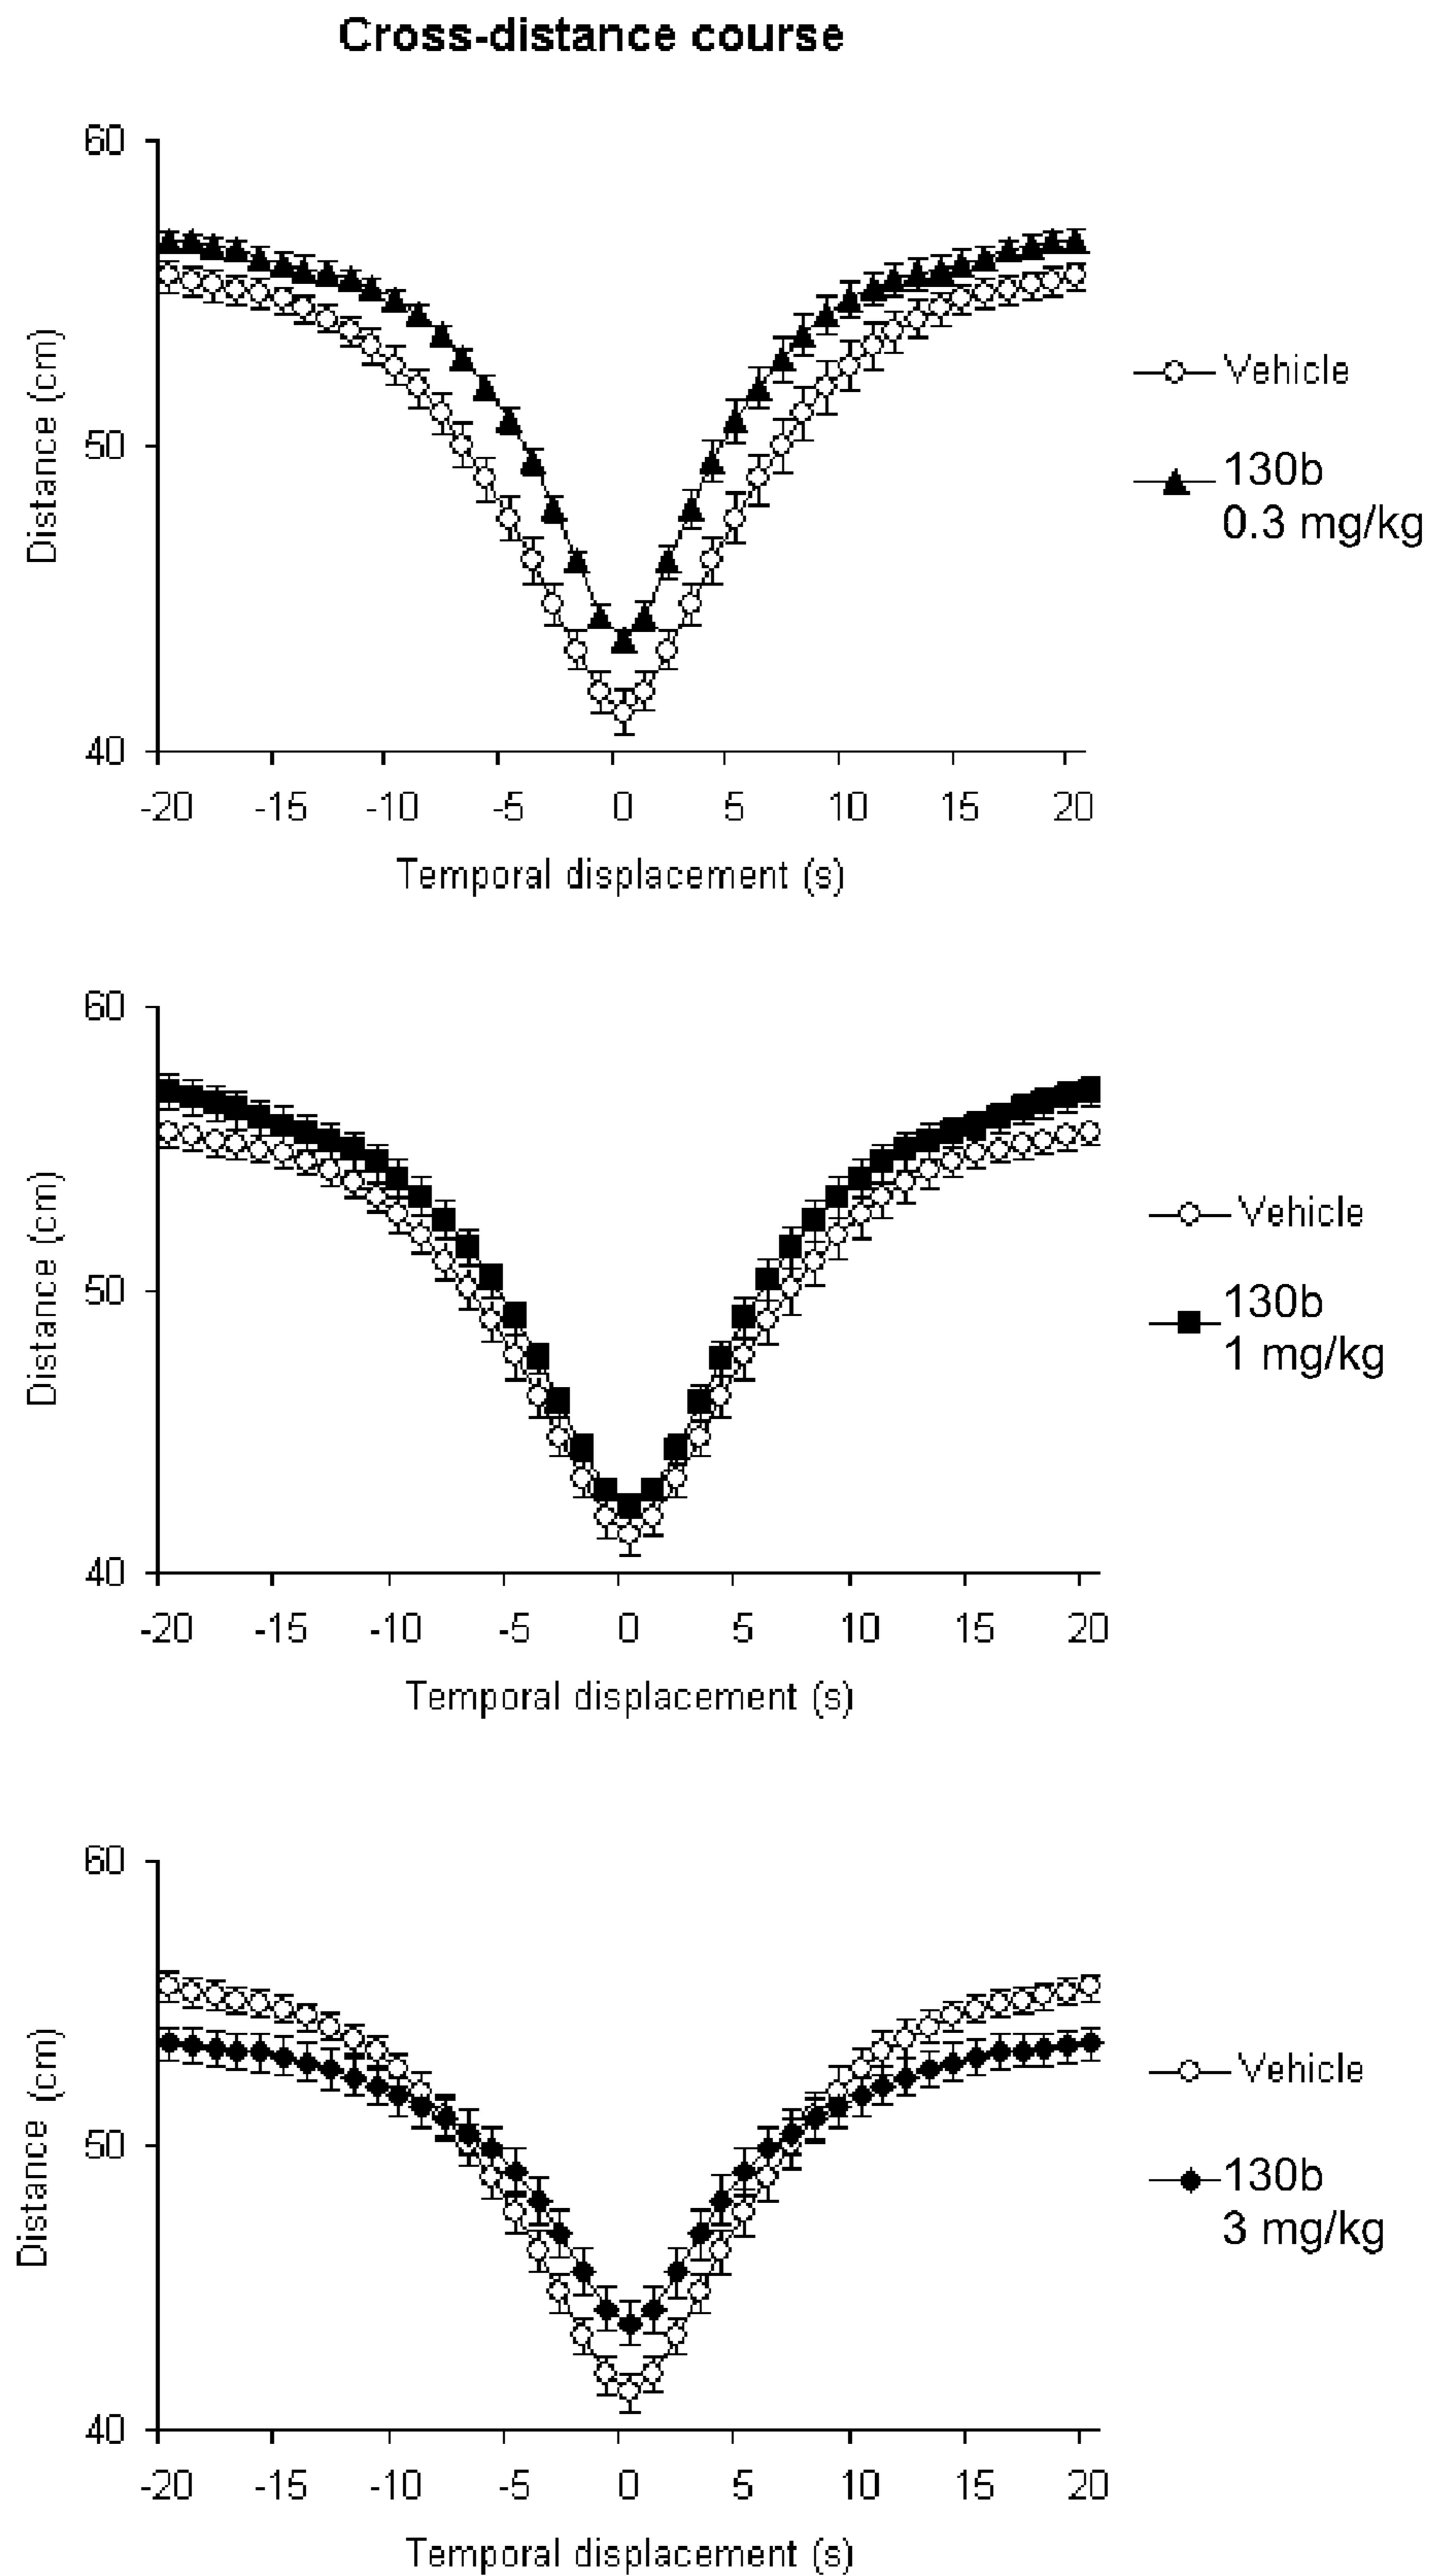 Cross-distance course
60
50
40
Distance (cm)
-20 -15 -10 -5 0 5 10 15 20
Temporal displacement (s)
Vehicle
130b
0.3 mg/kg
60
50
40
Distance (cm)
-20 -15 -10 -5 0 5 10 15 20
Temporal displacement (s)
Vehicle
130b
1 mg/kg
60
50
40
Distance (cm)
-20 -15 -10 -5 0 5 10 15 20
Temporal displacement (s)
Vehicle
130b
3 mg/kg